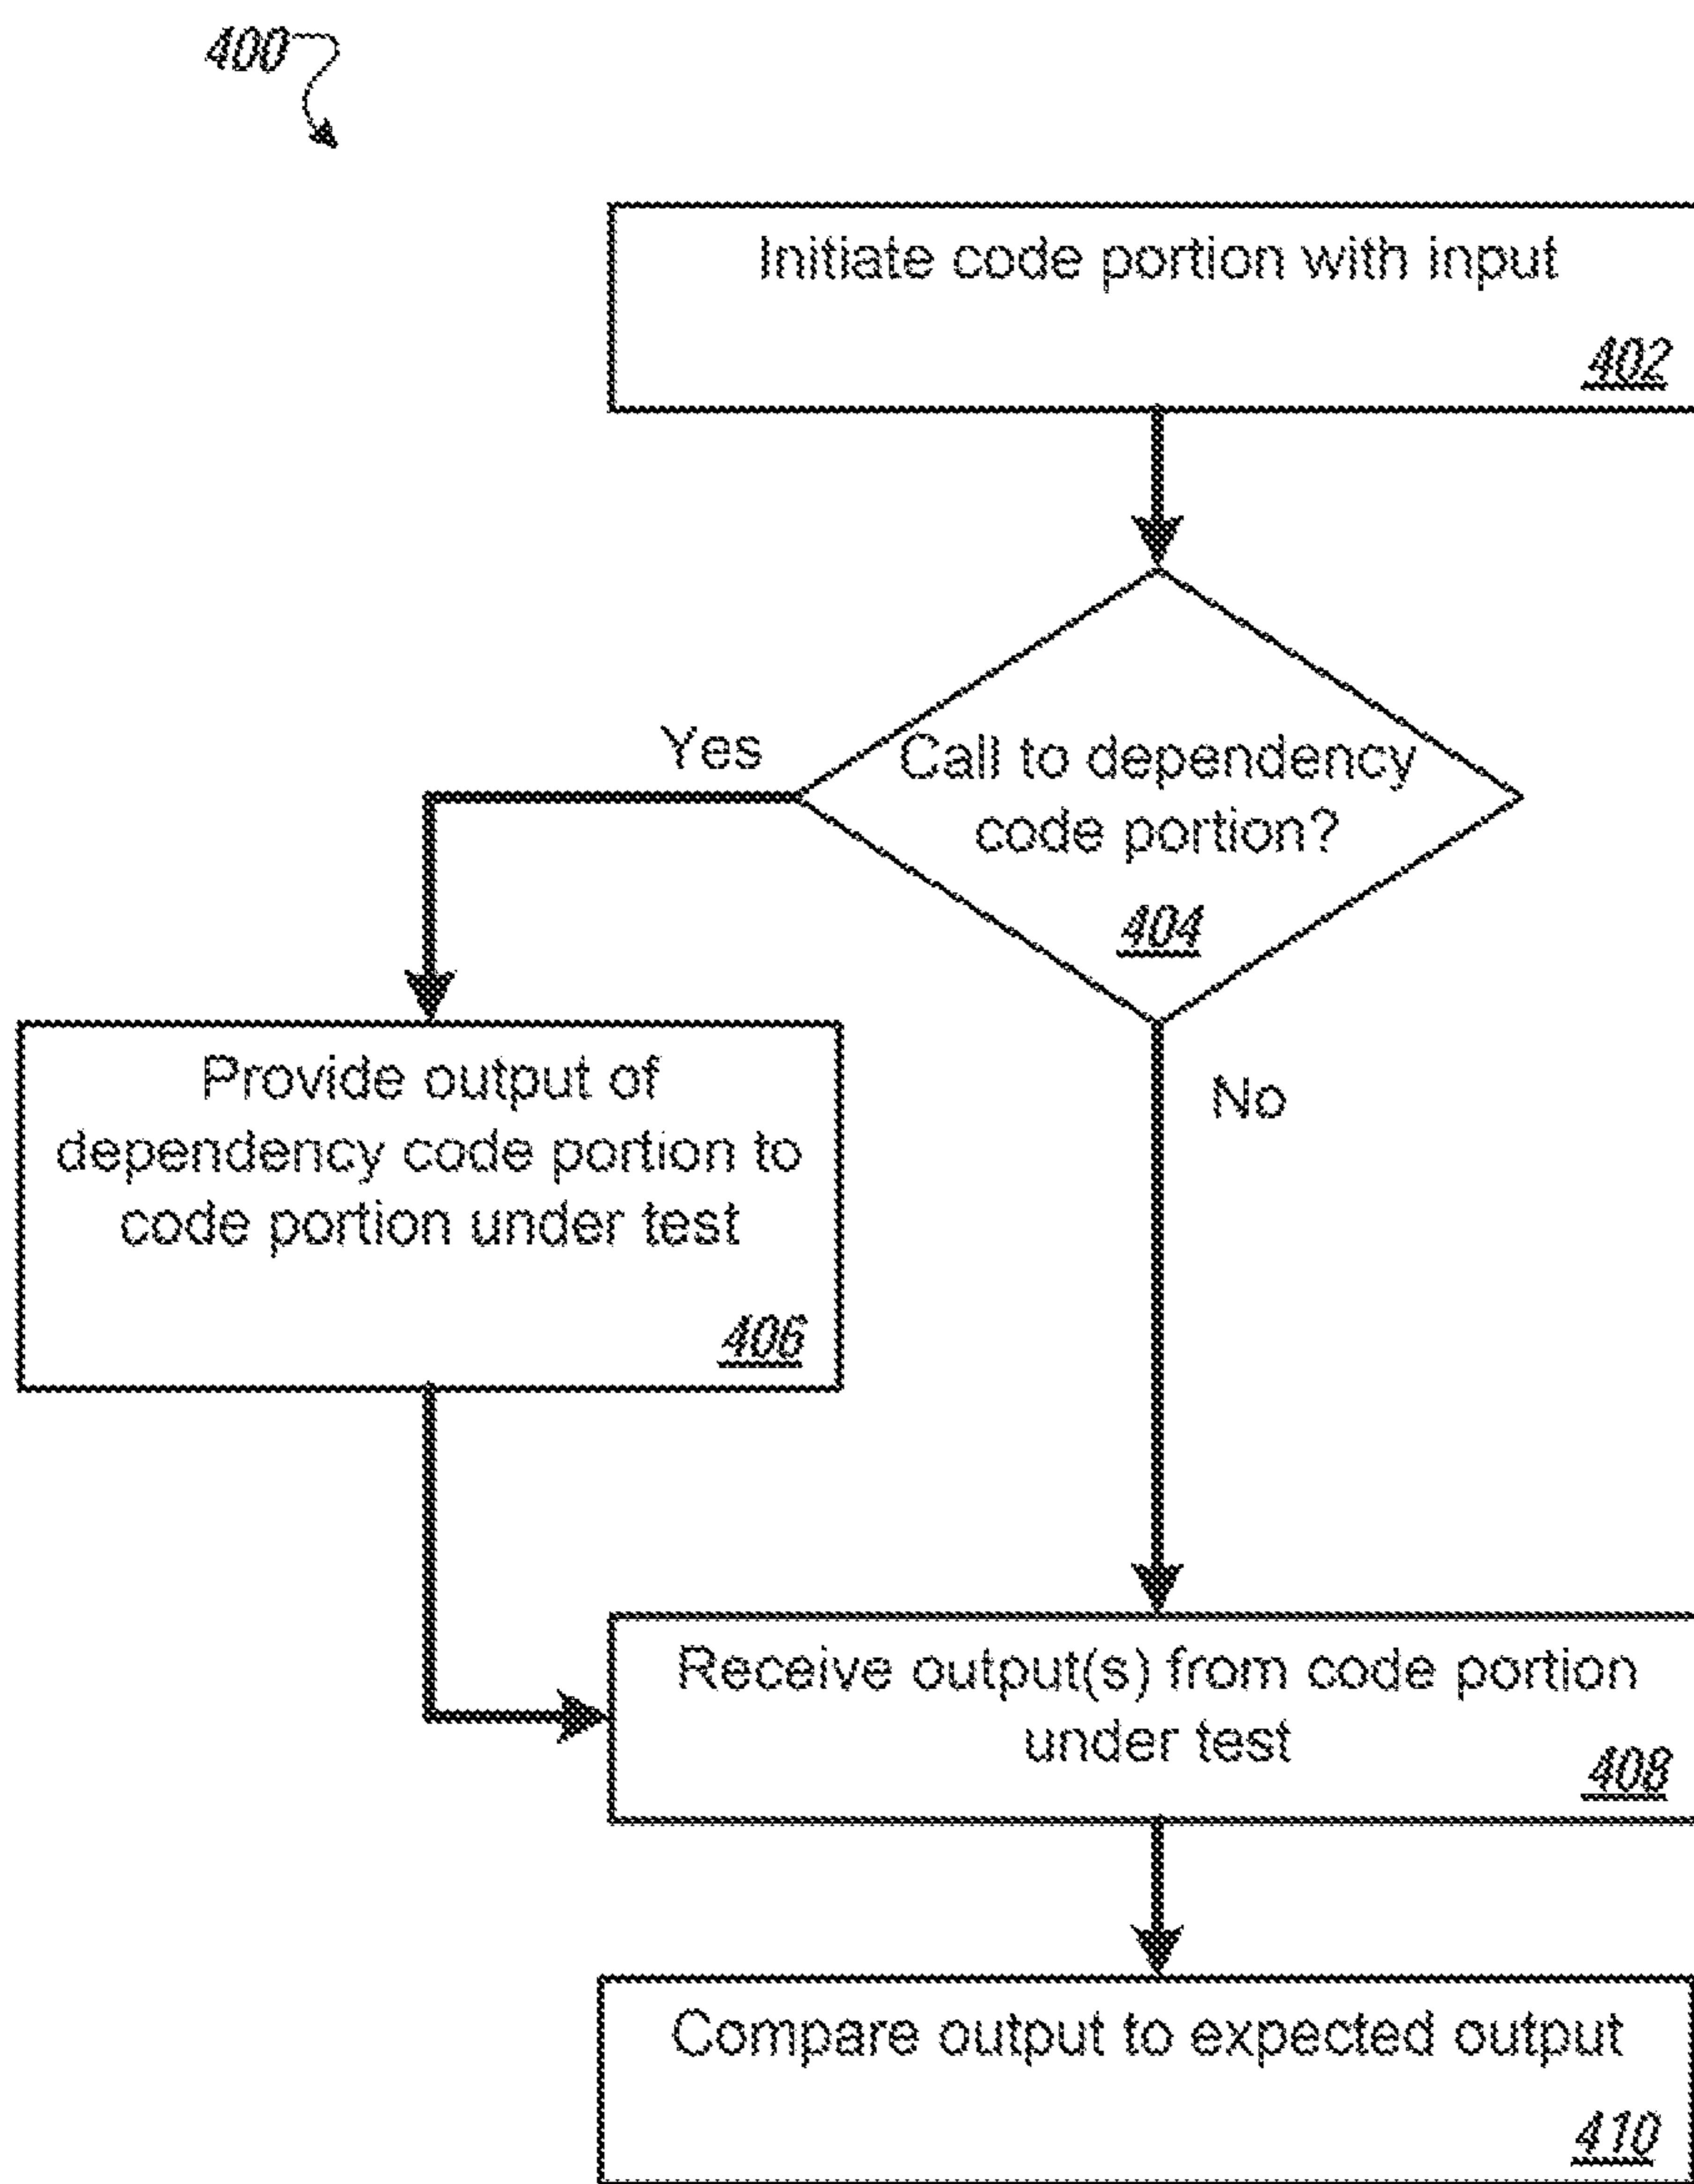 400
Initiate code portion with input
402
Yes
Call to dependency
code portion?
404
Provide output of
dependency code portion to
code portion under test
406
No
Receive output(s) from code portion
under test
408
Compare output to expected output
410